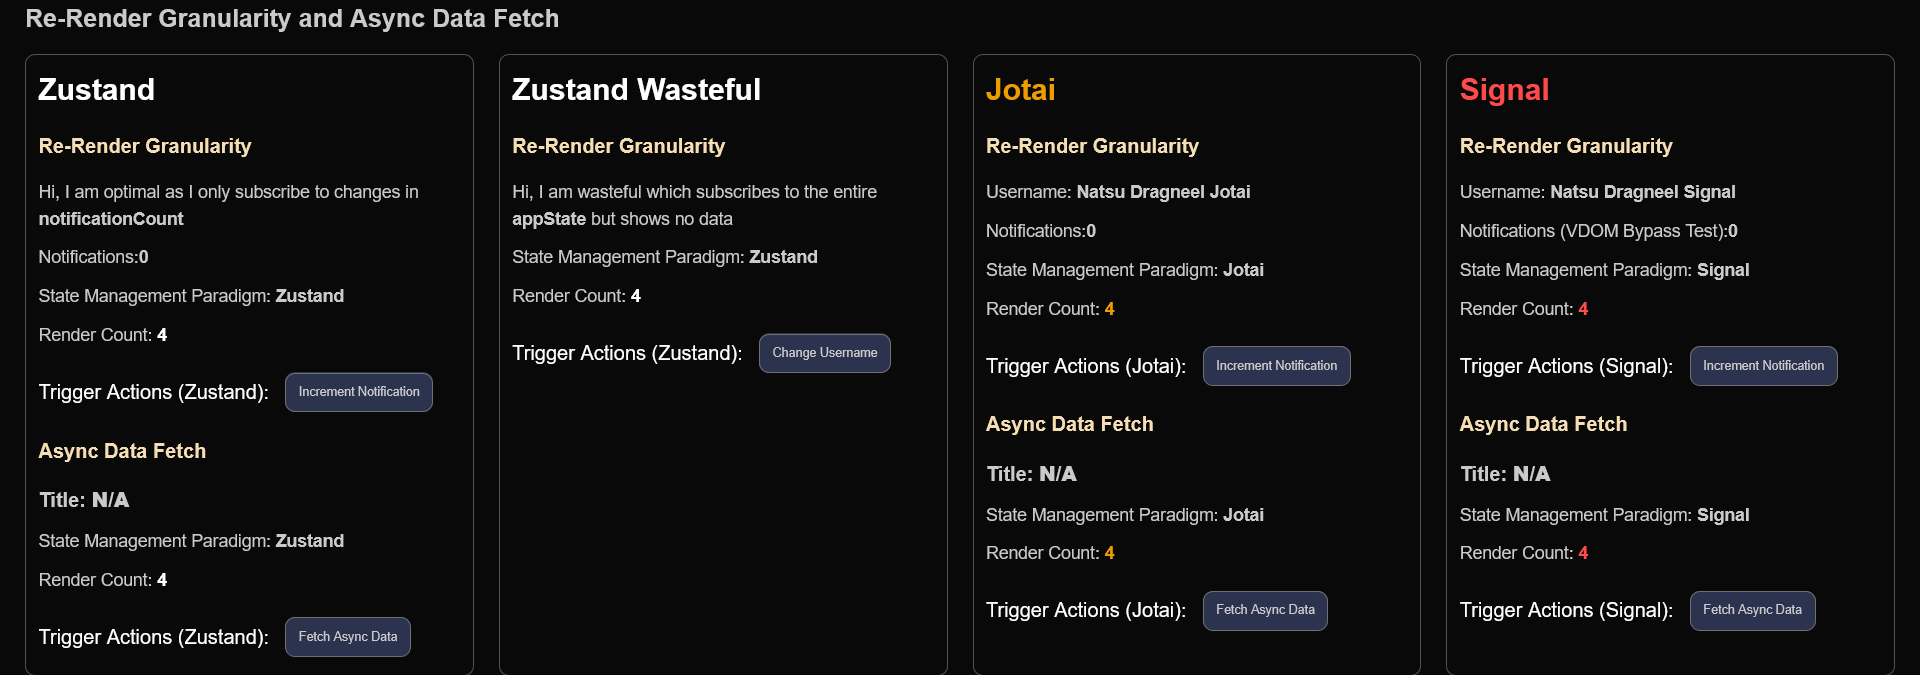 Re-Render Granularity and Async Data Fetch
Zustand
Re-Render Granularity
Hi, I am optimal as I only subscribe to changes in
notificationCount
Notifications:0
State Management Paradigm: Zustand
Render Count: 4
Trigger Actions (Zustand): Increment Notification
Async Data Fetch
Title: N/A
State Management Paradigm: Zustand
Render Count: 4
Trigger Actions (Zustand): Fetch Async Data
Zustand Wasteful
Re-Render Granularity
Hi, I am wasteful which subscribes to the entire
appState but shows no data
State Management Paradigm: Zustand
Render Count: 4
Trigger Actions (Zustand): Change Username
Jotai
Re-Render Granularity
Username: Natsu Dragneel Jotai
Notifications:0
State Management Paradigm: Jotai
Render Count: 4
Trigger Actions (Jotai): Increment Notification
Async Data Fetch
Title: N/A
State Management Paradigm: Jotai
Render Count: 4
Trigger Actions (Jotai): Fetch Async Data
Signal
Re-Render Granularity
Username: Natsu Dragneel Signal
Notifications (VDOM Bypass Test):0
State Management Paradigm: Signal
Render Count: 4
Trigger Actions (Signal): Increment Notification
Async Data Fetch
Title: N/A
State Management Paradigm: Signal
Render Count: 4
Trigger Actions (Signal): Fetch Async Data